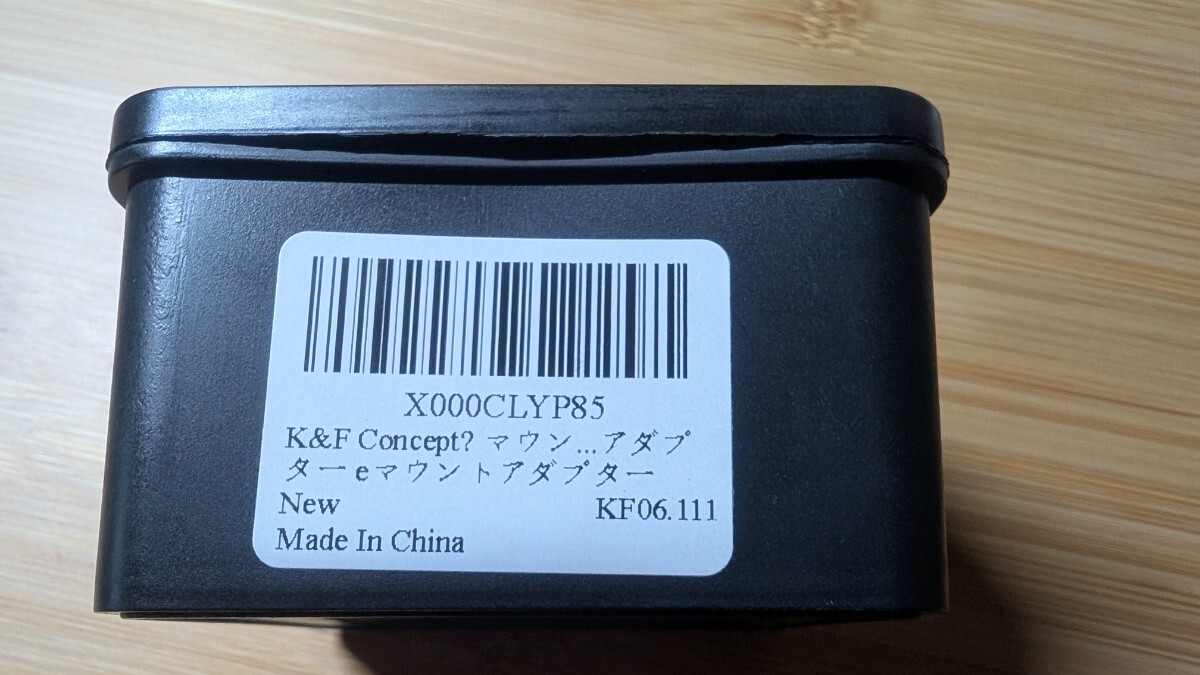 X000CLYP85
K&F Concept? マウン...アダプ
ター eマウントアダプター
New KF06.111
Made In China